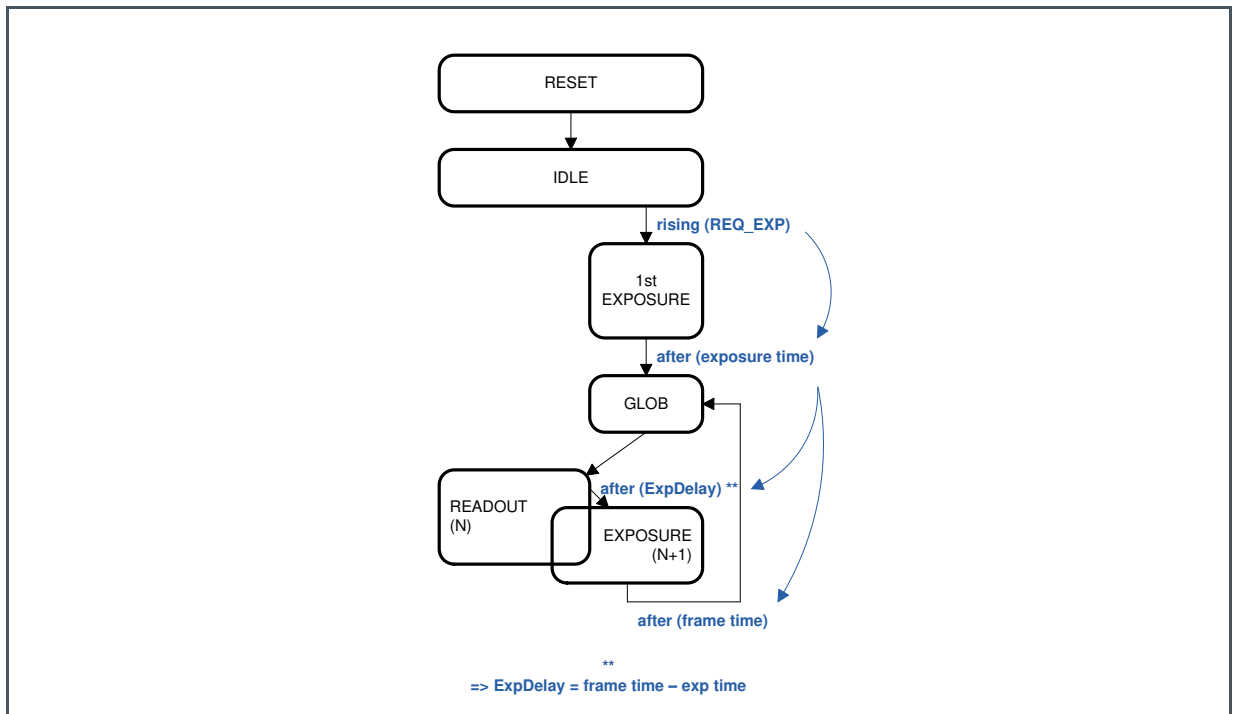 RESET
IDLE
rising (REQ_EXP)
1st
EXPOSURE
after (exposure time)
GLOB
after (ExpDelay) **
READOUT
(N)
EXPOSURE
(N+1)
after (frame time)
**
=> ExpDelay = frame time – exp time